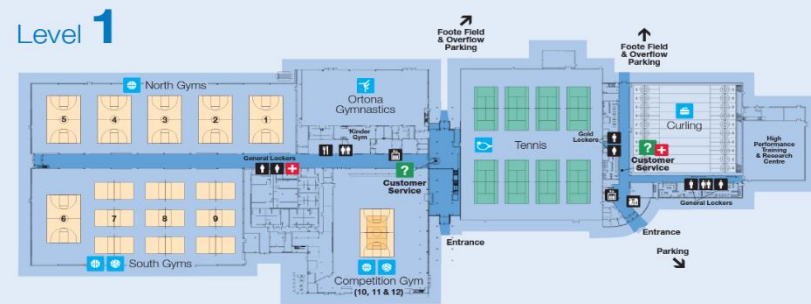 Level 1
Foote Field
& Overflow
Parking
Foote Field
& Overflow
Parking
North Gyms
5
4
3
2
1
Ortona
Gymnastics
Kinder
Gym
General Lockers
?
Customer
Service
6
7
8
9
South Gyms
Competition Gym
(10, 11 & 12)
Tennis
Gold
Lockers
Curling
?
Customer
Service
High
Performance
Training
& Research
Centre
General Lockers
Entrance
Entrance
Parking